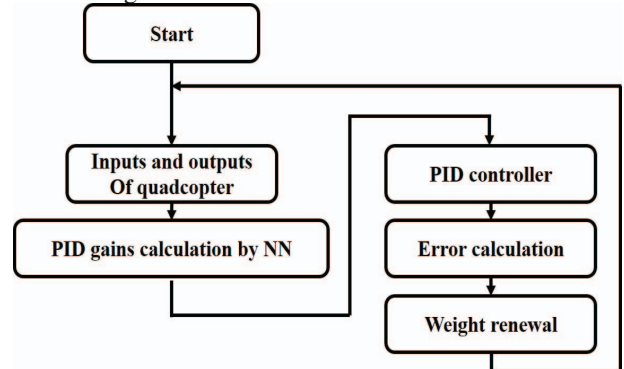 Start
Inputs and outputs
Of quadcopter
PID gains calculation by NN
PID controller
Error calculation
Weight renewal